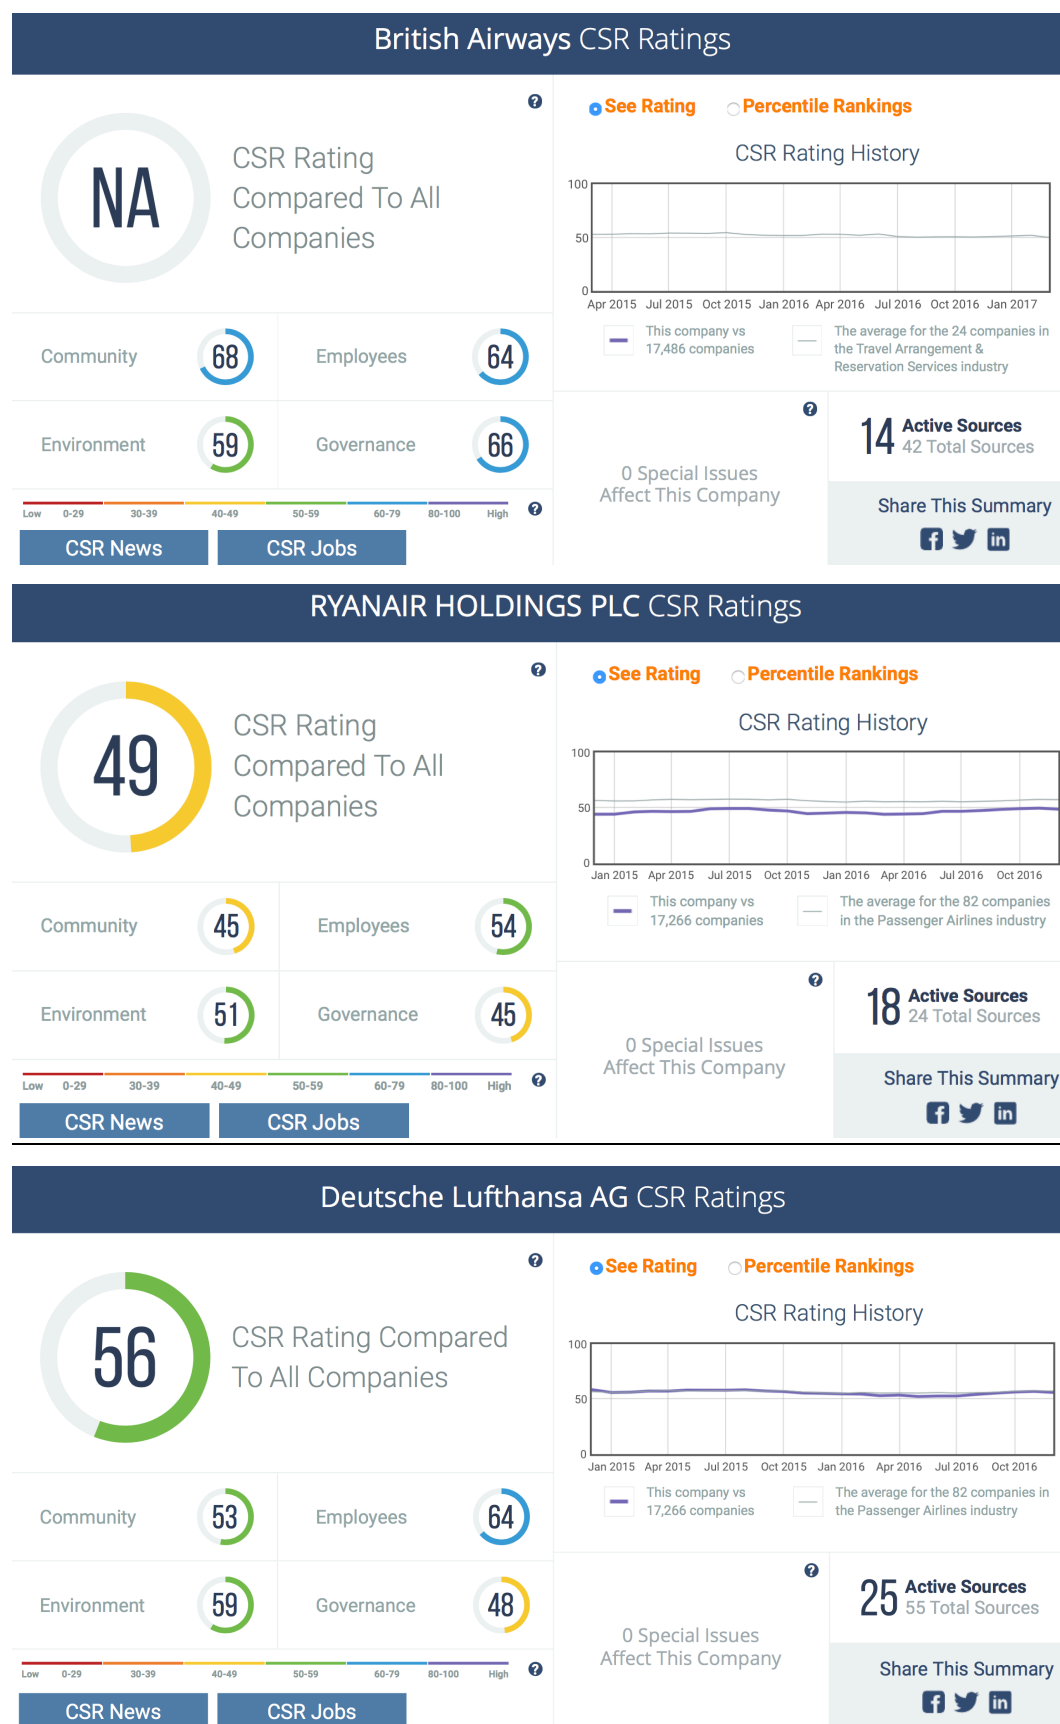 British Airways CSR Ratings
NA
CSR Rating
Compared To All
Companies
Community 68
Employees 64
Environment 59
Governance 66
Low 0-29 30-39 40-49 50-59 60-79 80-100 High
CSR News
CSR Jobs
See Rating
Percentile Rankings
CSR Rating History
100
50
0
Apr 2015 Jul 2015 Oct 2015 Jan 2016 Apr 2016 Jul 2016 Oct 2016 Jan 2017
This company vs
17,486 companies
The average for the 24 companies in
the Travel Arrangement &
Reservation Services industry
0 Special Issues
Affect This Company
14 Active Sources
42 Total Sources
Share This Summary
RYANAIR HOLDINGS PLC CSR Ratings
49
CSR Rating
Compared To All
Companies
Community 45
Employees 54
Environment 51
Governance 45
Low 0-29 30-39 40-49 50-59 60-79 80-100 High
CSR News
CSR Jobs
See Rating
Percentile Rankings
CSR Rating History
100
50
0
Jan 2015 Apr 2015 Jul 2015 Oct 2015 Jan 2016 Apr 2016 Jul 2016 Oct 2016
This company vs
17,266 companies
The average for the 82 companies
in the Passenger Airlines industry
0 Special Issues
Affect This Company
18 Active Sources
24 Total Sources
Share This Summary
Deutsche Lufthansa AG CSR Ratings
56
CSR Rating Compared
To All Companies
Community 53
Employees 64
Environment 59
Governance 48
Low 0-29 30-39 40-49 50-59 60-79 80-100 High
CSR News
CSR Jobs
See Rating
Percentile Rankings
CSR Rating History
100
50
0
Jan 2015 Apr 2015 Jul 2015 Oct 2015 Jan 2016 Apr 2016 Jul 2016 Oct 2016
This company vs
17,266 companies
The average for the 82 companies in
the Passenger Airlines industry
0 Special Issues
Affect This Company
25 Active Sources
55 Total Sources
Share This Summary